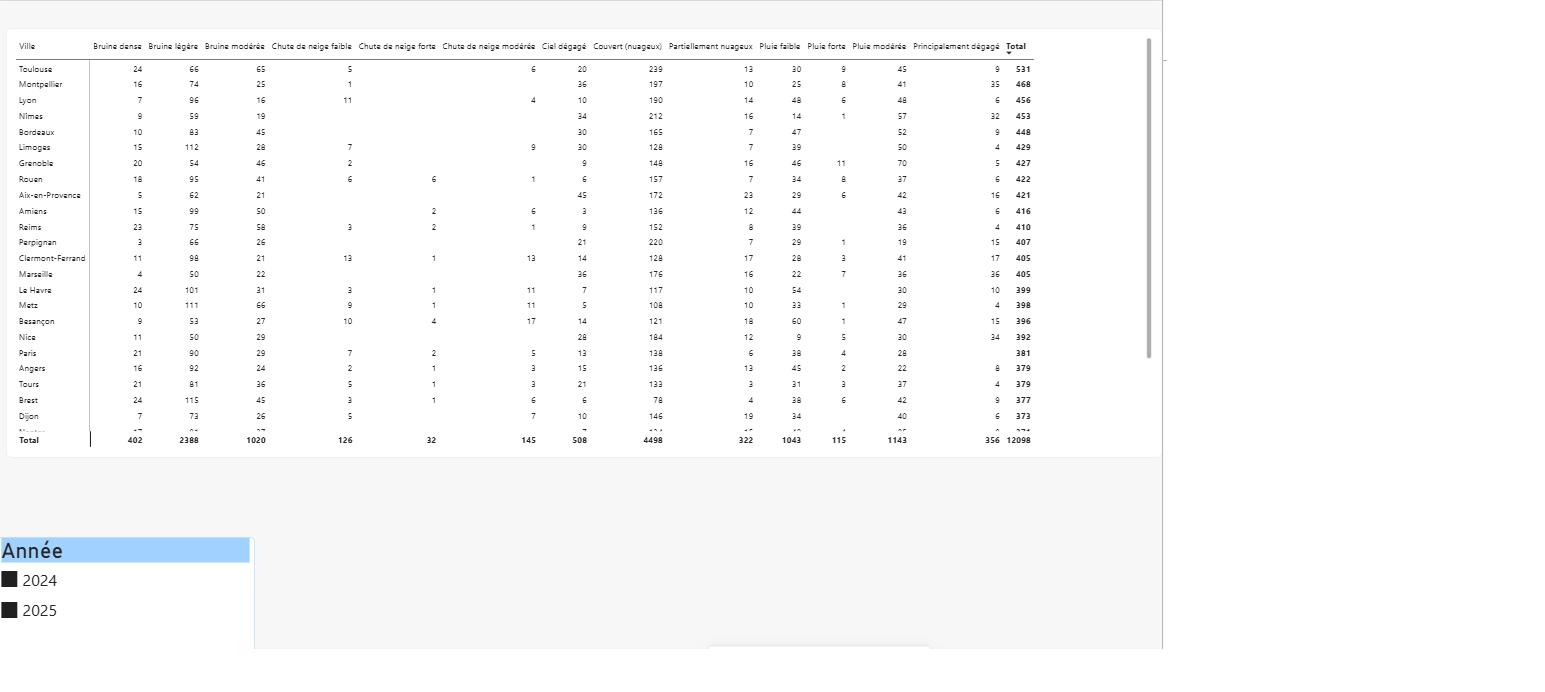 Ville Bruine dense Bruine légère Bruine modérée Chute de neige faible Chute de neige forte Chute de neige modérée Ciel dégagé Couvert (nuageux) Partiellement nuageux Pluie faible Pluie forte Pluie modérée Principalement dégagé Total
Toulouse 24 66 65 5 6 20 239 13 30 9 45 9 531
Montpellier 16 74 25 1 36 197 10 25 8 41 35 468
Lyon 7 96 16 11 4 10 190 14 48 6 48 6 456
Nîmes 9 59 19 34 212 16 14 1 57 32 453
Bordeaux 10 83 45 30 165 7 47 52 9 448
Limoges 15 112 28 7 9 30 128 7 39 50 4 429
Grenoble 20 54 46 2 9 148 16 46 11 70 5 427
Rouen 18 95 41 6 6 1 6 157 7 34 8 37 6 422
Aix-en-Provence 5 62 21 45 172 23 29 6 42 16 421
Amiens 15 99 50 2 6 3 136 12 44 43 6 416
Reims 23 75 58 3 2 1 9 152 8 39 36 4 410
Perpignan 3 66 26 21 220 7 29 1 19 15 407
Clermont-Ferrand 11 98 21 13 1 13 14 128 17 28 3 41 17 405
Marseille 4 50 22 36 176 16 22 7 36 36 405
Le Havre 24 101 31 3 1 11 7 117 10 54 30 10 399
Metz 10 111 66 9 1 11 5 108 10 33 1 29 4 398
Besançon 9 53 27 10 4 17 14 121 18 60 1 47 15 396
Nice 11 50 29 28 184 12 9 5 30 34 392
Paris 21 90 29 7 2 5 13 138 6 38 4 28 381
Angers 16 92 24 2 1 3 15 136 13 45 2 22 8 379
Tours 21 81 36 5 1 3 21 133 3 31 3 37 4 379
Brest 24 115 45 3 1 6 6 78 4 38 6 42 9 377
Dijon 7 73 26 5 7 10 146 19 34 40 6 373
Total 402 2388 1020 126 32 145 508 4498 322 1043 115 1143 356 12098
Année
2024
2025